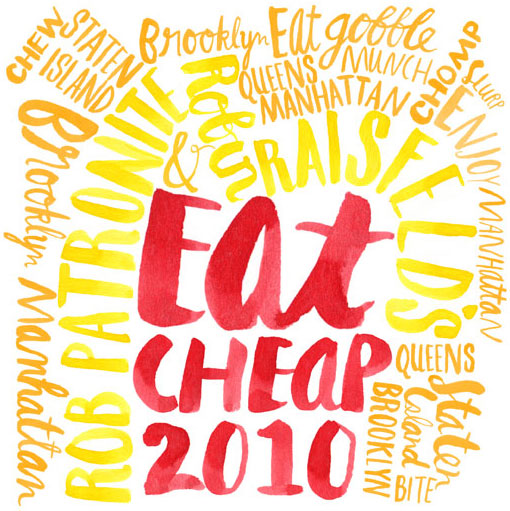 CHEW
STATEN
ISLAND
Brooklyn
Eat
gobble
QUEENS
MUNCH
MANHATTAN
CHOMP
SLURP
ENJOY
MANHattan
Brooklyn
Manhattan
ROB PATRONITE
&
Robin
RAISFELD'S
Eat
CHEaP
2010
QUEENS
Staten
Island
BROOKLYN
BITE